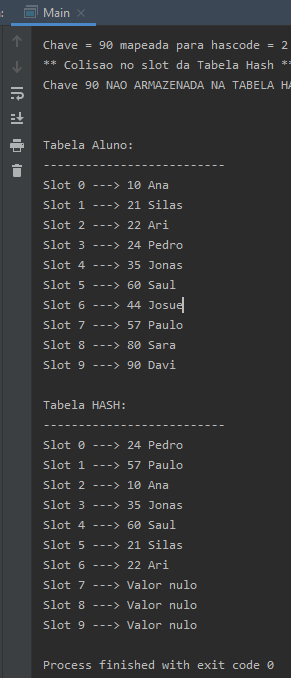 Main
Chave = 90 mapeada para hascode = 2
** Colisao no slot da Tabela Hash
Chave 90 NAO ARMAZENADA NA TABELA
Tabela Aluno:
--------------------------
Slot 0 ---> 10 Ana
Slot 1 ---> 21 Silas
Slot 2 ---> 22 Ari
Slot 3 ---> 24 Pedro
Slot 4 ---> 35 Jonas
Slot 5 ---> 60 Saul
Slot 6 ---> 44 Josue
Slot 7 ---> 57 Paulo
Slot 8 ---> 80 Sara
Slot 9 ---> 90 Davi
Tabela HASH:
--------------------------
Slot 0 ---> 24 Pedro
Slot 1 ---> 57 Paulo
Slot 2 ---> 10 Ana
Slot 3 ---> 35 Jonas
Slot 4 ---> 60 Saul
Slot 5 ---> 21 Silas
Slot 6 ---> 22 Ari
Slot 7 ---> Valor nulo
Slot 8 ---> Valor nulo
Slot 9 ---> Valor nulo
Process finished with exit code 0